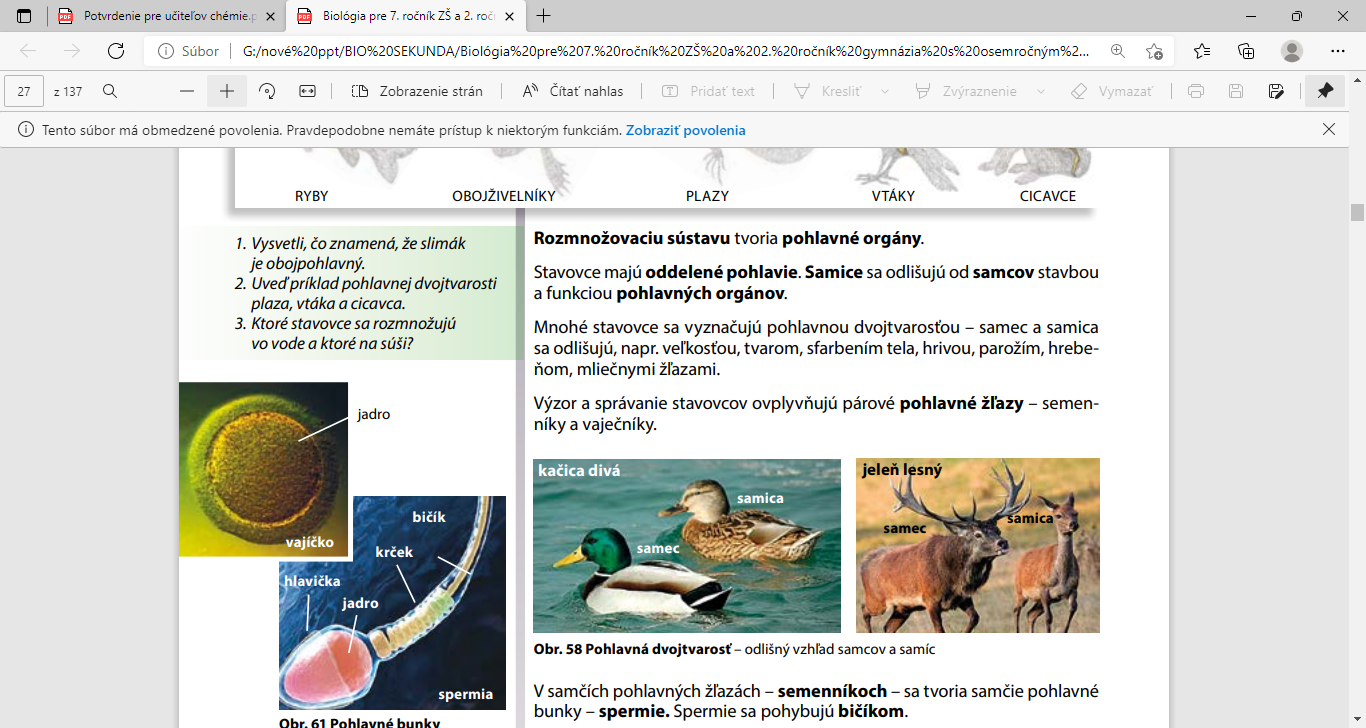 Potvrdenie pre učiteľov chémie.p
Biológia pre 7. ročník ZŠ a 2. roč
Súbor
G:/nové%20ppt/BIO%20SEKUNDA/Biológia%20pre%207.%20ročník%20ZŠ%20a%202.%20ročník%20gymnázia%20s%20osemročným%2...
27
z 137
Zobrazenie strán
Čítať nahlas
Pridať text
Kresliť
Zvýraznenie
Vymazať
Tento súbor má obmedzené povolenia. Pravdepodobne nemáte prístup k niektorým funkciám. Zobraziť povolenia
RYBY
OBOJŽIVELNÍKY
PLAZY
VTÁKY
CICAVCE
1. Vysvetli, čo znamená, že slimák
je obojpohlavný.
2. Uveď príklad pohlavnej dvojtvarosti
plaza, vtáka a cicavca.
3. Ktoré stavovce sa rozmnožujú
vo vode a ktoré na súši?
jadro
vajíčko
bičík
krček
hlavička
jadro
spermia
Obr. 61 Pohlavné bunky
Rozmnožovaciu sústavu tvoria pohlavné orgány.
Stavovce majú oddelené pohlavie. Samice sa odlišujú od samcov stavbou
a funkciou pohlavných orgánov.
Mnohé stavovce sa vyznačujú pohlavnou dvojtvarosťou – samec a samica
sa odlišujú, napr. veľkosťou, tvarom, sfarbením tela, hrivou, parožím, hrebe-
ňom, mliečnymi žľazami.
Výzor a správanie stavovcov ovplyvňujú párové pohlavné žľazy – semen-
níky a vaječníky.
kačica divá
samica
samec
jeleň lesný
samec
samica
Obr. 58 Pohlavná dvojtvarosť – odlišný vzhľad samcov a samíc
V samčích pohlavných žľazách – semenníkoch – sa tvoria samčie pohlavné
bunky – spermie. Spermie sa pohybujú bičíkom.